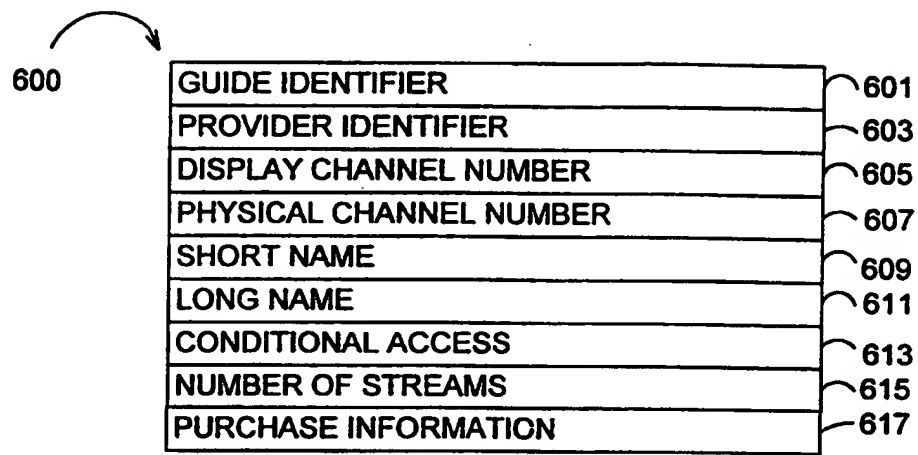 600
GUIDE IDENTIFIER 601
PROVIDER IDENTIFIER 603
DISPLAY CHANNEL NUMBER 605
PHYSICAL CHANNEL NUMBER 607
SHORT NAME 609
LONG NAME 611
CONDITIONAL ACCESS 613
NUMBER OF STREAMS 615
PURCHASE INFORMATION 617